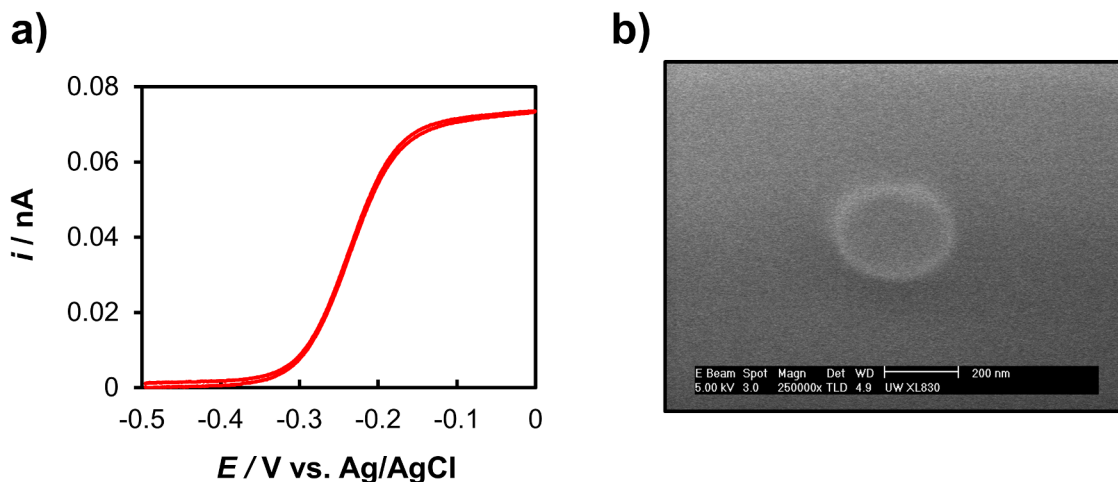 a)
0.08
0.06
0.04
0.02
0
i / nA
-0.5 -0.4 -0.3 -0.2 -0.1 0
E / V vs. Ag/AgCl
b)
E Beam Spot Magn Det WD 200 nm
5.00 kV 3.0 250000x TLD 4.9 UW XL830